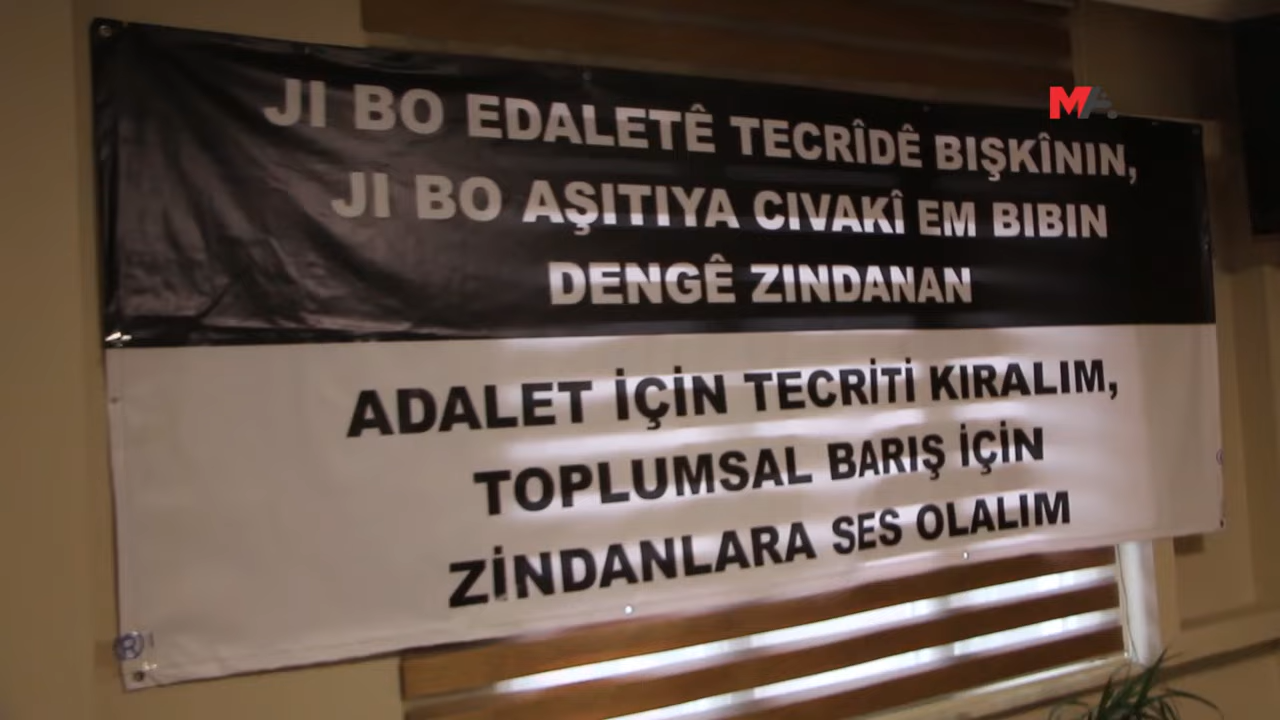 MA
JI BO EDALETÊ TECRÎDÊ BIŞKÎNIN,
JI BO AŞITIYA CIVAKÎ EM BIBIN
DENGÊ ZINDANAN
ADALET İÇİN TECRİTİ KIRALIM,
TOPLUMSAL BARIŞ İÇİN
ZİNDANLARA SES OLALIM